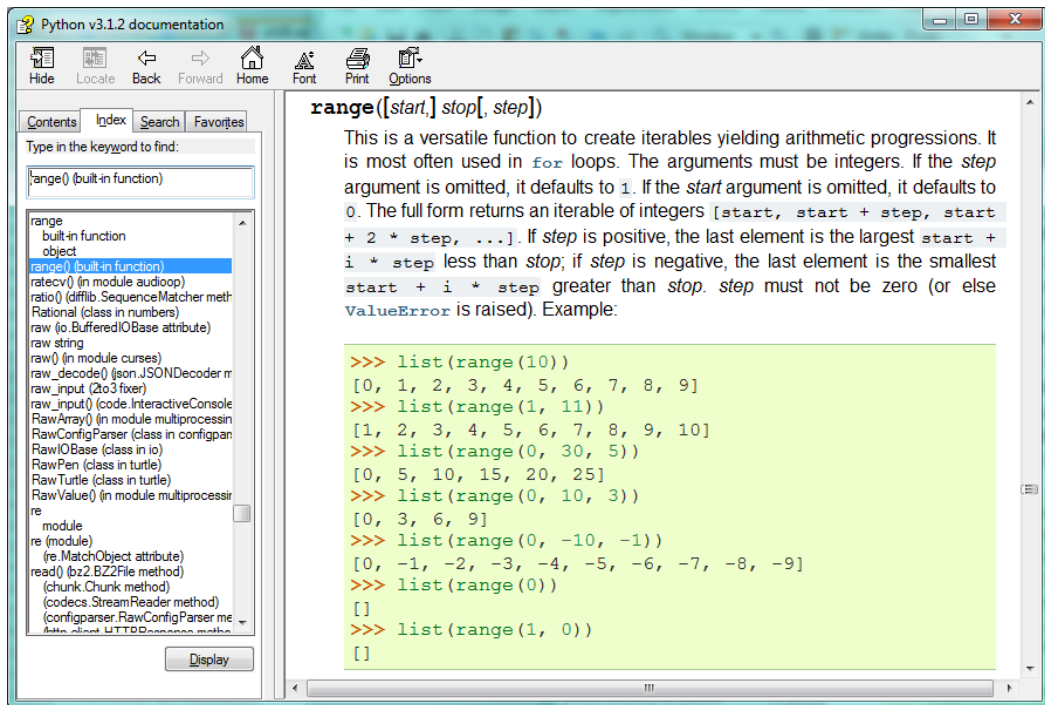 Python v3.1.2 documentation
Hide Locate Back Forward Home Font Print Options
Contents Index Search Favorites
Type in the keyword to find:
range() (built-in function)
range
built-in function
object
range() (built-in function)
ratecv() (in module audioop)
ratio() (difflib.SequenceMatcher meth
Rational (class in numbers)
raw (io.BufferedIOBase attribute)
raw string
raw() (in module curses)
raw_decode() (json.JSONDecoder m
raw_input (2to3 fixer)
raw_input() (code.InteractiveConsole
RawArray() (in module multiprocessin
RawConfigParser (class in configpars
RawIOBase (class in io)
RawPen (class in turtle)
RawTurtle (class in turtle)
RawValue() (in module multiprocessin
re
module
re (module)
(re.MatchObject attribute)
read() (bz2.BZ2File method)
(chunk.Chunk method)
(codecs.StreamReader method)
(configparser.RawConfigParser me
(http.client.HTTPResponse metho
Display
range([start,] stop[, step])
This is a versatile function to create iterables yielding arithmetic progressions. It
is most often used in for loops. The arguments must be integers. If the step
argument is omitted, it defaults to 1. If the start argument is omitted, it defaults to
0. The full form returns an iterable of integers [start, start + step, start
+ 2 * step, ...]. If step is positive, the last element is the largest start +
i * step less than stop; if step is negative, the last element is the smallest
start + i * step greater than stop. step must not be zero (or else
ValueError is raised). Example:
>>> list(range(10))
[0, 1, 2, 3, 4, 5, 6, 7, 8, 9]
>>> list(range(1, 11))
[1, 2, 3, 4, 5, 6, 7, 8, 9, 10]
>>> list(range(0, 30, 5))
[0, 5, 10, 15, 20, 25]
>>> list(range(0, 10, 3))
[0, 3, 6, 9]
>>> list(range(0, -10, -1))
[0, -1, -2, -3, -4, -5, -6, -7, -8, -9]
>>> list(range(0))
[]
>>> list(range(1, 0))
[]